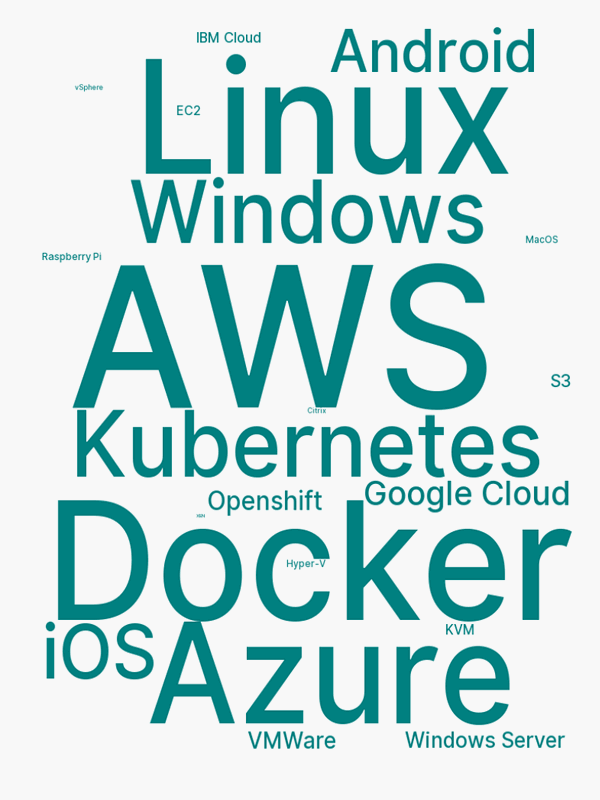 IBM Cloud
Android
vSphere
Linux
EC2
Windows
MacOS
Raspberry Pi
AWS
S3
Citrix
Kubernetes
Google Cloud
Openshift
Docker
Hyper-V
iOS
KVM
Azure
VMWare
Windows Server